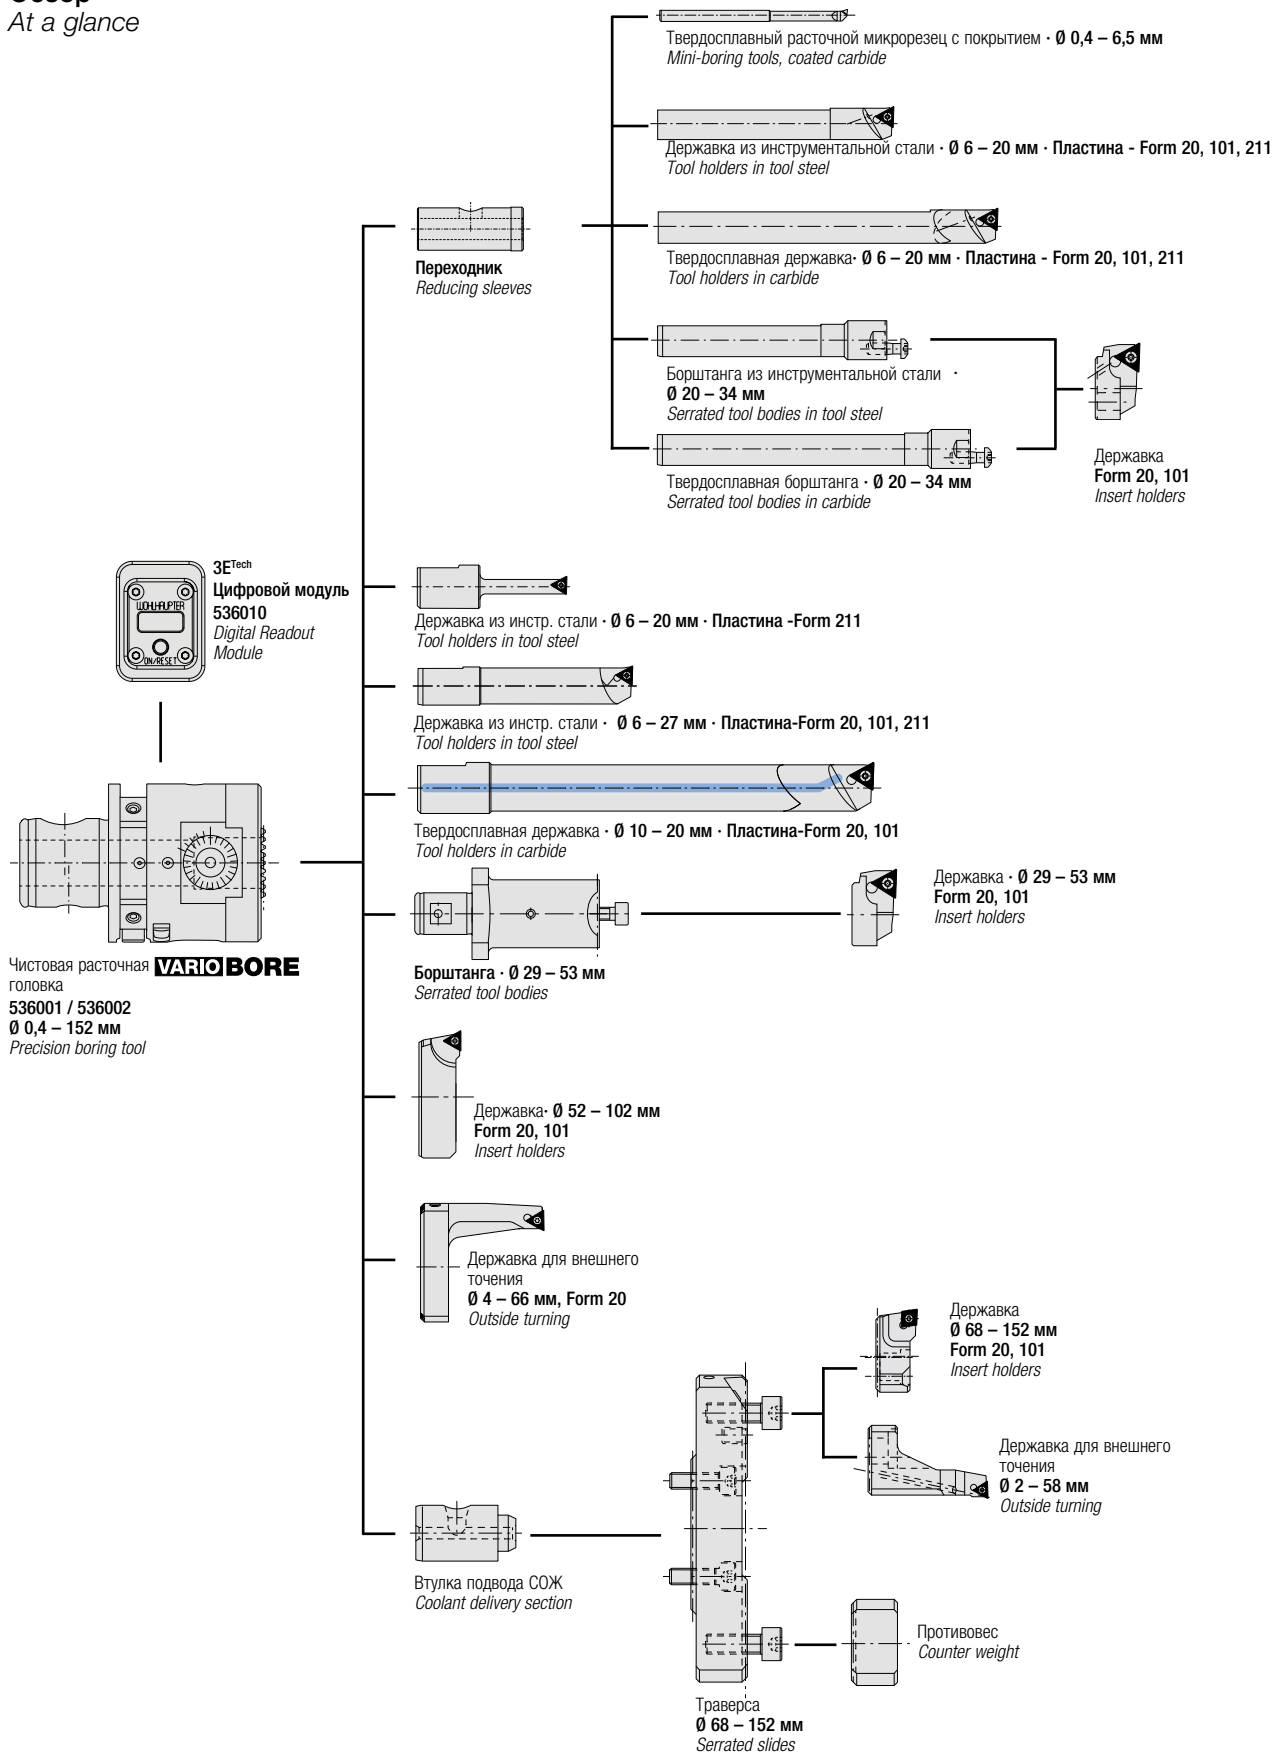 At a glance
Твердосплавный расточной микрорезец с покрытием · Ø 0,4 – 6,5 мм
Mini-boring tools, coated carbide
Державка из инструментальной стали · Ø 6 – 20 мм · Пластина - Form 20, 101, 211
Tool holders in tool steel
Переходник
Reducing sleeves
Твердосплавная державка· Ø 6 – 20 мм · Пластина - Form 20, 101, 211
Tool holders in carbide
Борштанга из инструментальной стали ·
Ø 20 – 34 мм
Serrated tool bodies in tool steel
Твердосплавная борштанга · Ø 20 – 34 мм
Serrated tool bodies in carbide
Державка
Form 20, 101
Insert holders
3ETech
Цифровой модуль
536010
Digital Readout
Module
WOHLHAUPTER
ON/RESET
Державка из инстр. стали · Ø 6 – 20 мм · Пластина -Form 211
Tool holders in tool steel
Державка из инстр. стали · Ø 6 – 27 мм · Пластина-Form 20, 101, 211
Tool holders in tool steel
Твердосплавная державка · Ø 10 – 20 мм · Пластина-Form 20, 101
Tool holders in carbide
Державка · Ø 29 – 53 мм
Form 20, 101
Insert holders
Борштанга · Ø 29 – 53 мм
Serrated tool bodies
Чистовая расточная VARIO BORE
головка
536001 / 536002
Ø 0,4 – 152 мм
Precision boring tool
Державка· Ø 52 – 102 мм
Form 20, 101
Insert holders
Державка для внешнего
точения
Ø 4 – 66 мм, Form 20
Outside turning
Державка
Ø 68 – 152 мм
Form 20, 101
Insert holders
Державка для внешнего
точения
Ø 2 – 58 мм
Outside turning
Втулка подвода СОЖ
Coolant delivery section
Противовес
Counter weight
Траверса
Ø 68 – 152 мм
Serrated slides